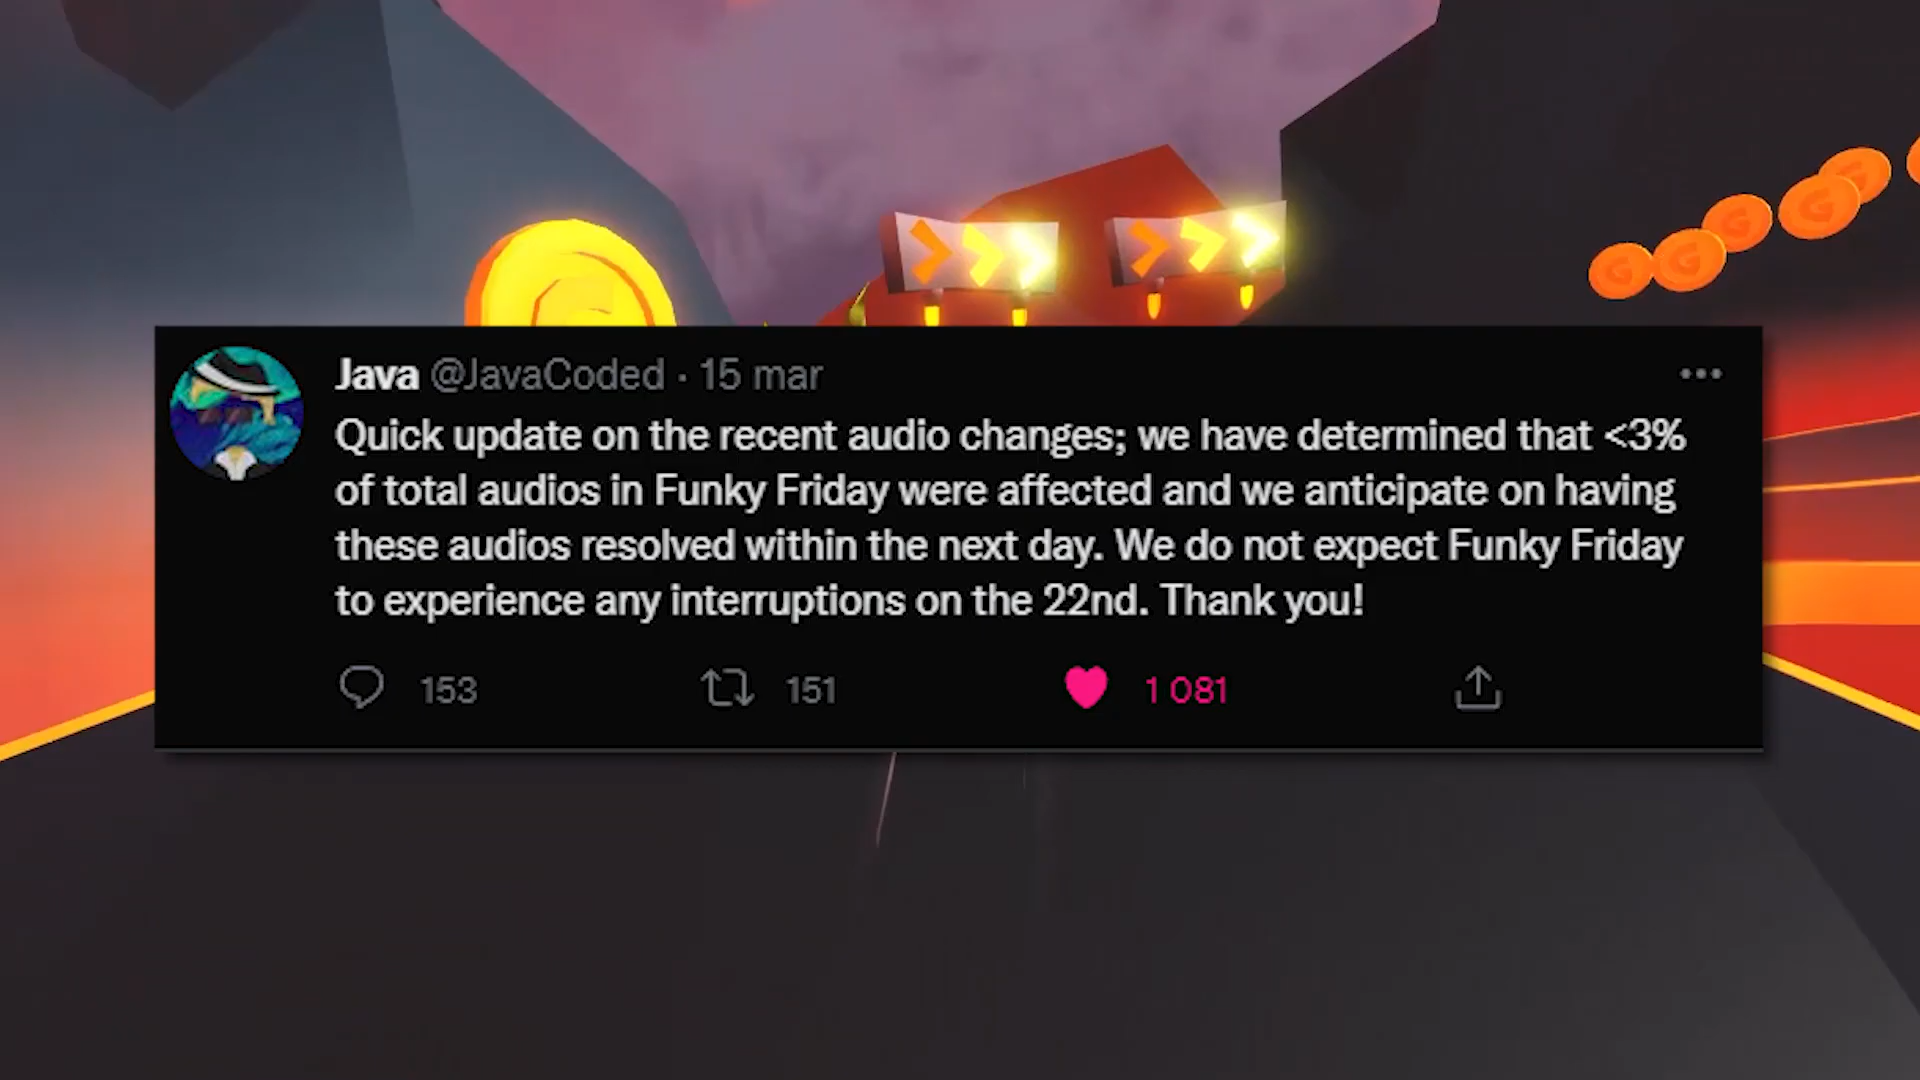 Java @JavaCoded · 15 mar
Quick update on the recent audio changes; we have determined that <3%
of total audios in Funky Friday were affected and we anticipate on having
these audios resolved within the next day. We do not expect Funky Friday
to experience any interruptions on the 22nd. Thank you!
153 151 1 081